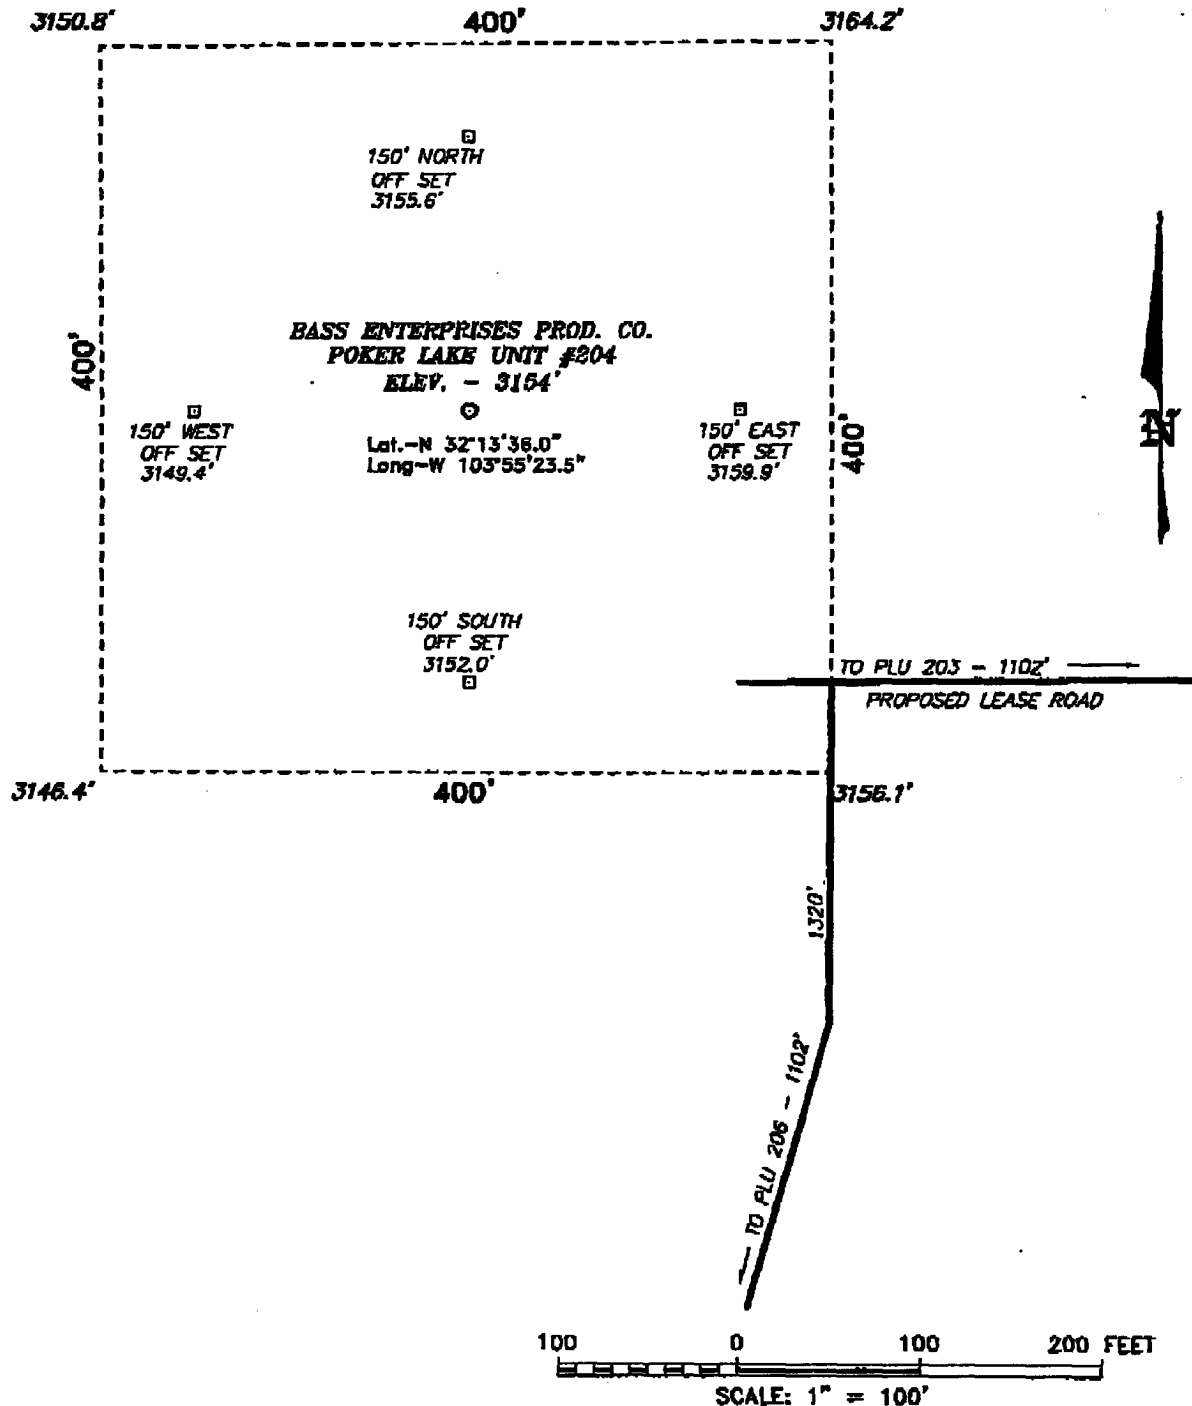 3150.8'
400'
3164.2'
150' NORTH
OFF SET
3155.6'
BASS ENTERPRISES PROD. CO.
POKER LAKE UNIT #204
ELEV. - 3154'
400'
150' WEST
OFF SET
3149.4'
Lat.-N 32°13'36.0"
Long-W 103°55'23.5"
150' EAST
OFF SET
3159.9'
400'
N
150' SOUTH
OFF SET
3152.0'
TO PLU 203 - 1102'
PROPOSED LEASE ROAD
3146.4'
400'
3156.1'
1320'
TO PLU 206 - 1102'
100 0 100 200 FEET
SCALE: 1" = 100'